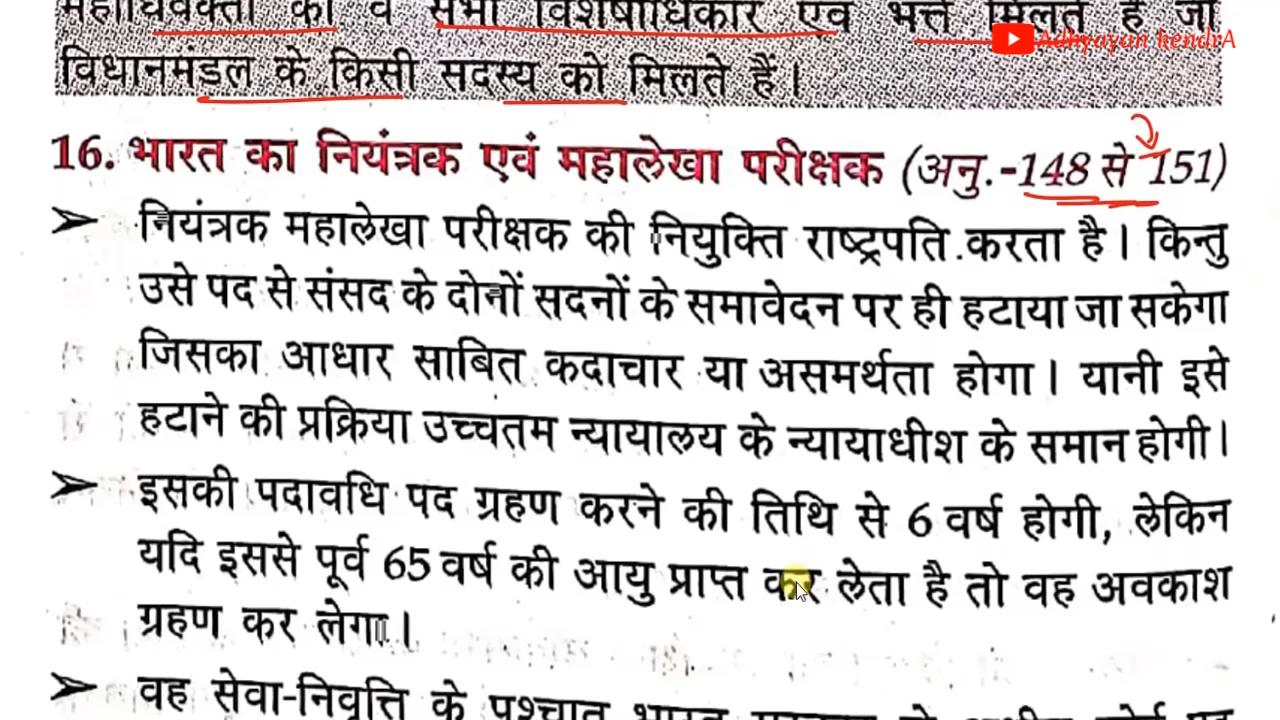 महाधिवक्ता को वे सभी विशेषाधिकार एवं भत्ते मिलते हैं जो
Adhyayan kendrA
विधानमंडल के किसी सदस्य को मिलते हैं।
16. भारत का नियंत्रक एवं महालेखा परीक्षक (अनु.-148 से 151)
➢ नियंत्रक महालेखा परीक्षक की नियुक्ति राष्ट्रपति करता है। किन्तु
उसे पद से संसद के दोनों सदनों के समावेदन पर ही हटाया जा सकेगा
जिसका आधार साबित कदाचार या असमर्थता होगा। यानी इसे
हटाने की प्रक्रिया उच्चतम न्यायालय के न्यायाधीश के समान होगी।
➢ इसकी पदावधि पद ग्रहण करने की तिथि से 6 वर्ष होगी, लेकिन
यदि इससे पूर्व 65 वर्ष की आयु प्राप्त कर लेता है तो वह अवकाश
ग्रहण कर लेगा।
➢ वह सेवा-निवृत्ति के पश्चात भारत